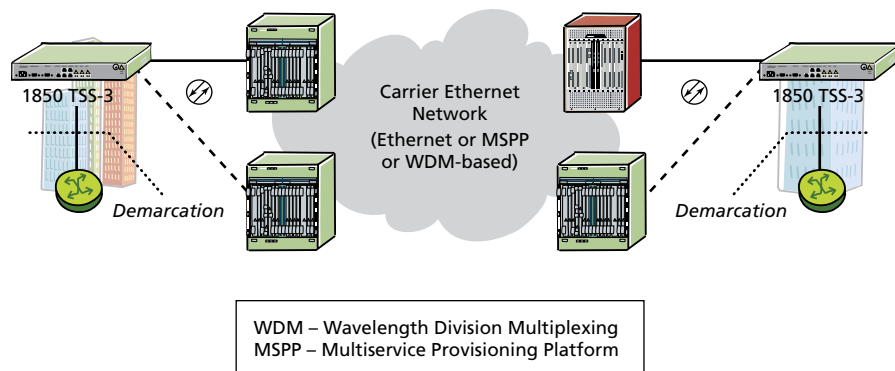 1850 TSS-3
Carrier Ethernet
Network
(Ethernet or MSPP
or WDM-based)
1850 TSS-3
Demarcation
Demarcation
WDM – Wavelength Division Multiplexing
MSPP – Multiservice Provisioning Platform